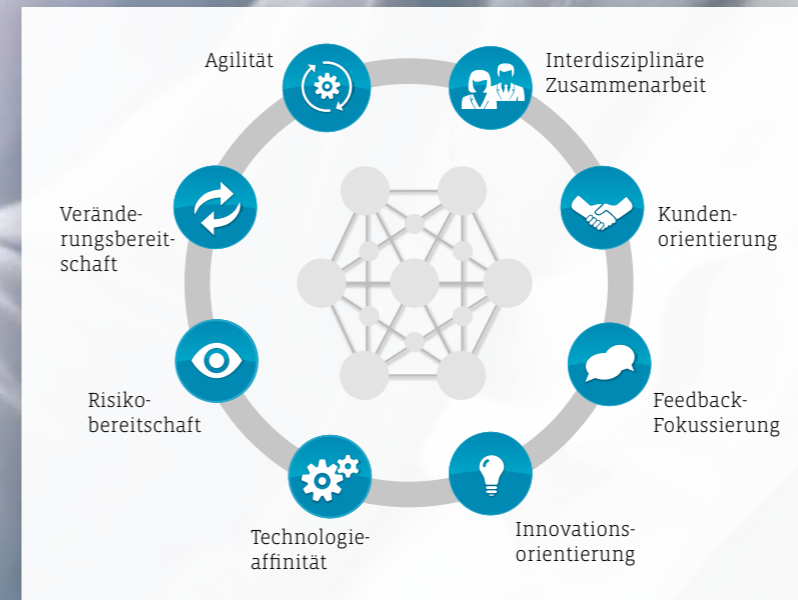 Agilität
Interdisziplinäre
Zusammenarbeit
Verände-
rungsbereit-
schaft
Kunden-
orientierung
Risiko-
bereitschaft
Feedback-
Fokussierung
Technologie-
affinität
Innovations-
orientierung